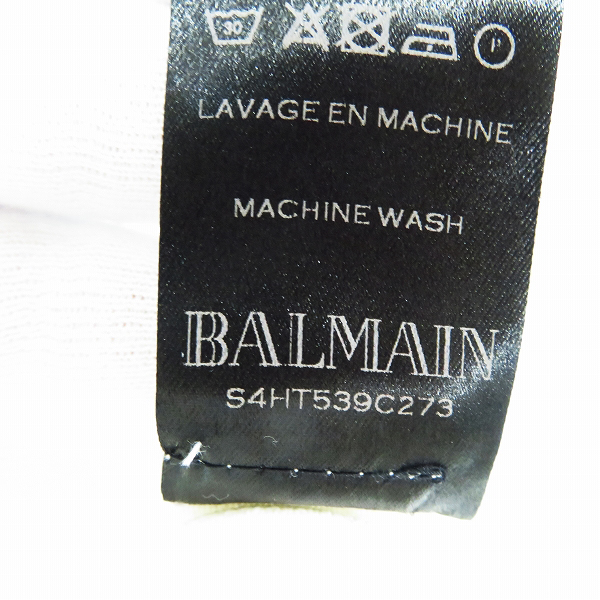 30 P
LAVAGE EN MACHINE
MACHINE WASH
BALMAIN
S4HT539C273